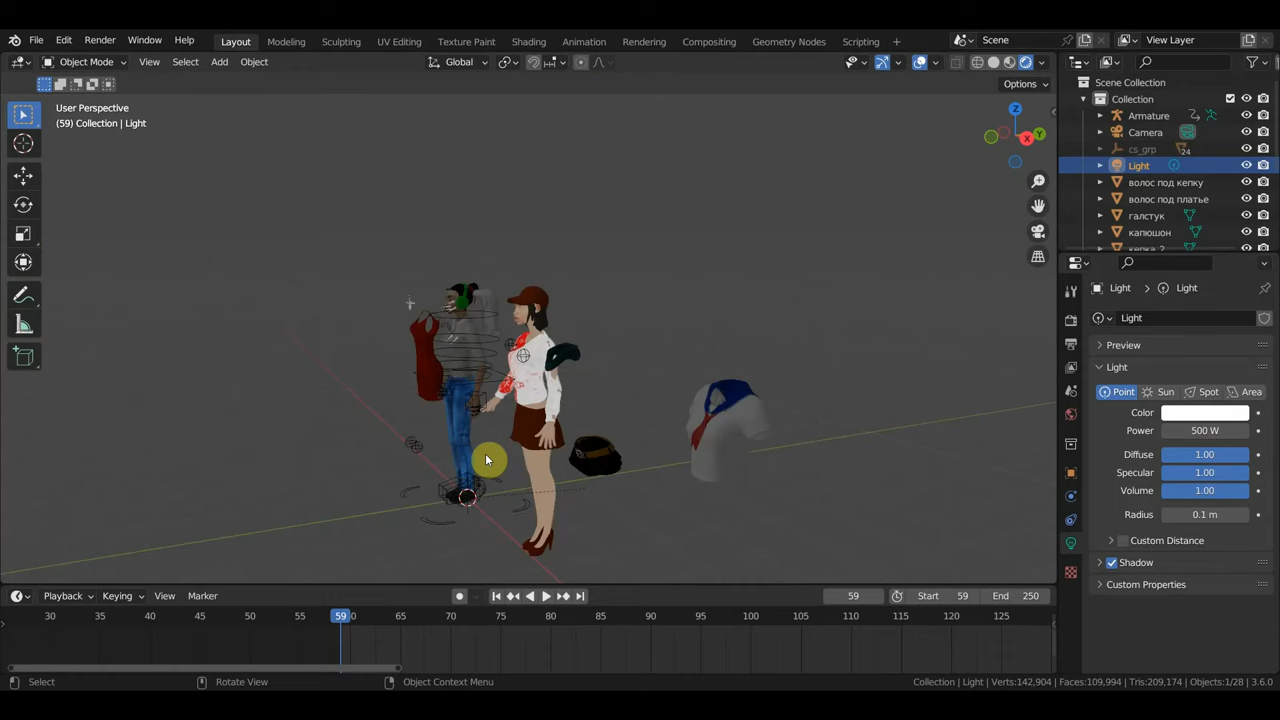 File Edit Render Window Help
Layout Modeling Sculpting UV Editing Texture Paint Shading Animation Rendering Compositing Geometry Nodes Scripting +
Scene
View Layer
Object Mode View Select Add Object
Global
Options
User Perspective
(59) Collection | Light
Z
Y
X
Scene Collection
Collection
Armature
Camera
cs_grp
24
Light
волос под кепку
волос под платье
галстук
капюшон
кепка 2
Light > Light
Light
Preview
Light
Point Sun Spot Area
Color
Power 500 W
Diffuse 1.00
Specular 1.00
Volume 1.00
Radius 0.1 m
Custom Distance
Shadow
Custom Properties
Playback Keying View Marker
59
Start 59
End 250
30 40 45 50 55 59 60 65 70 75 80 85 90 95 100 105 110 115 120 125
Select
Rotate View
Object Context Menu
Collection | Light | Verts:142,904 | Faces:109,994 | Tris:209,174 | Objects:1/28 | 3.6.0